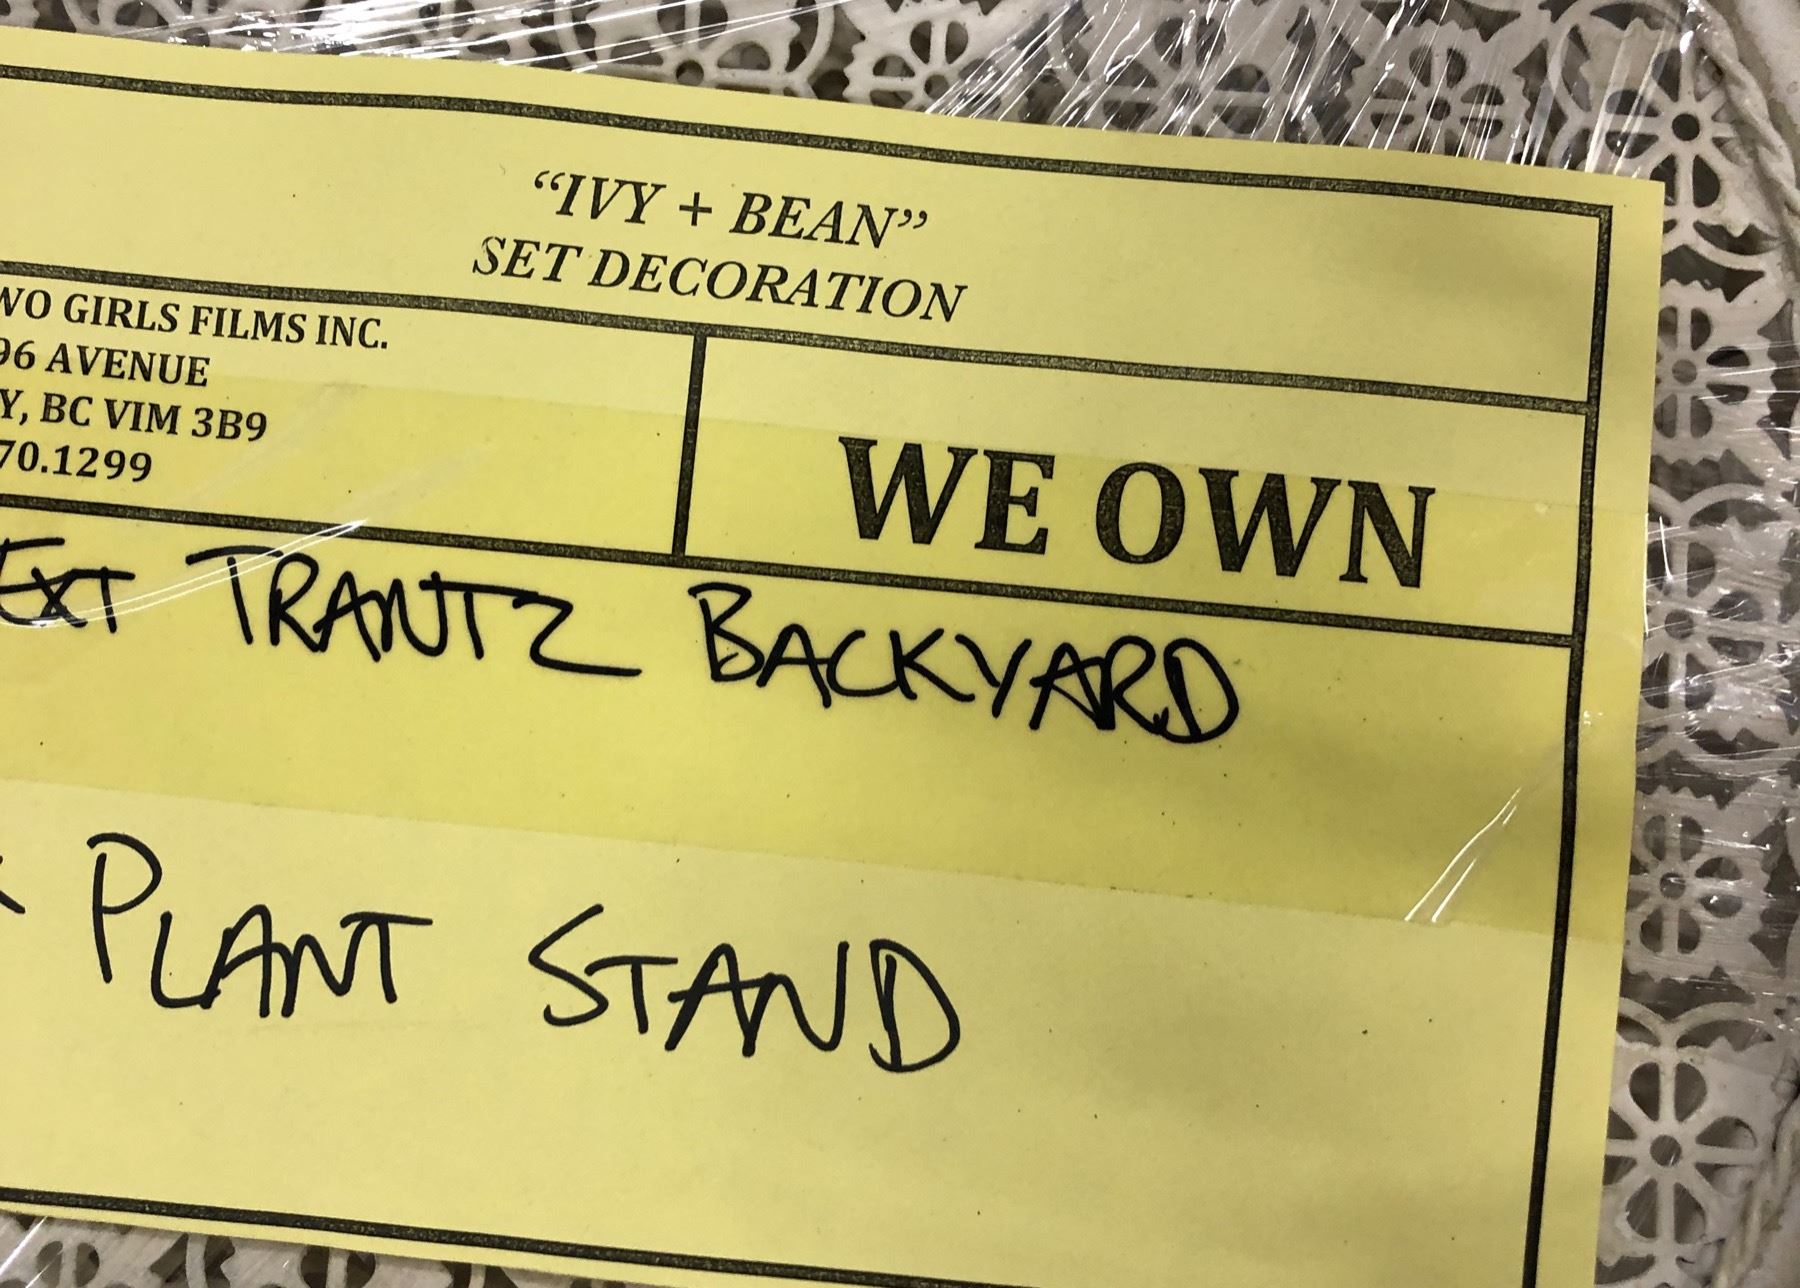 “IVY + BEAN”
SET DECORATION
WO GIRLS FILMS INC.
96 AVENUE
Y, BC VIM 3B9
70.1299
WE OWN
EXT TRANTZ BACKYARD
PLANT STAND